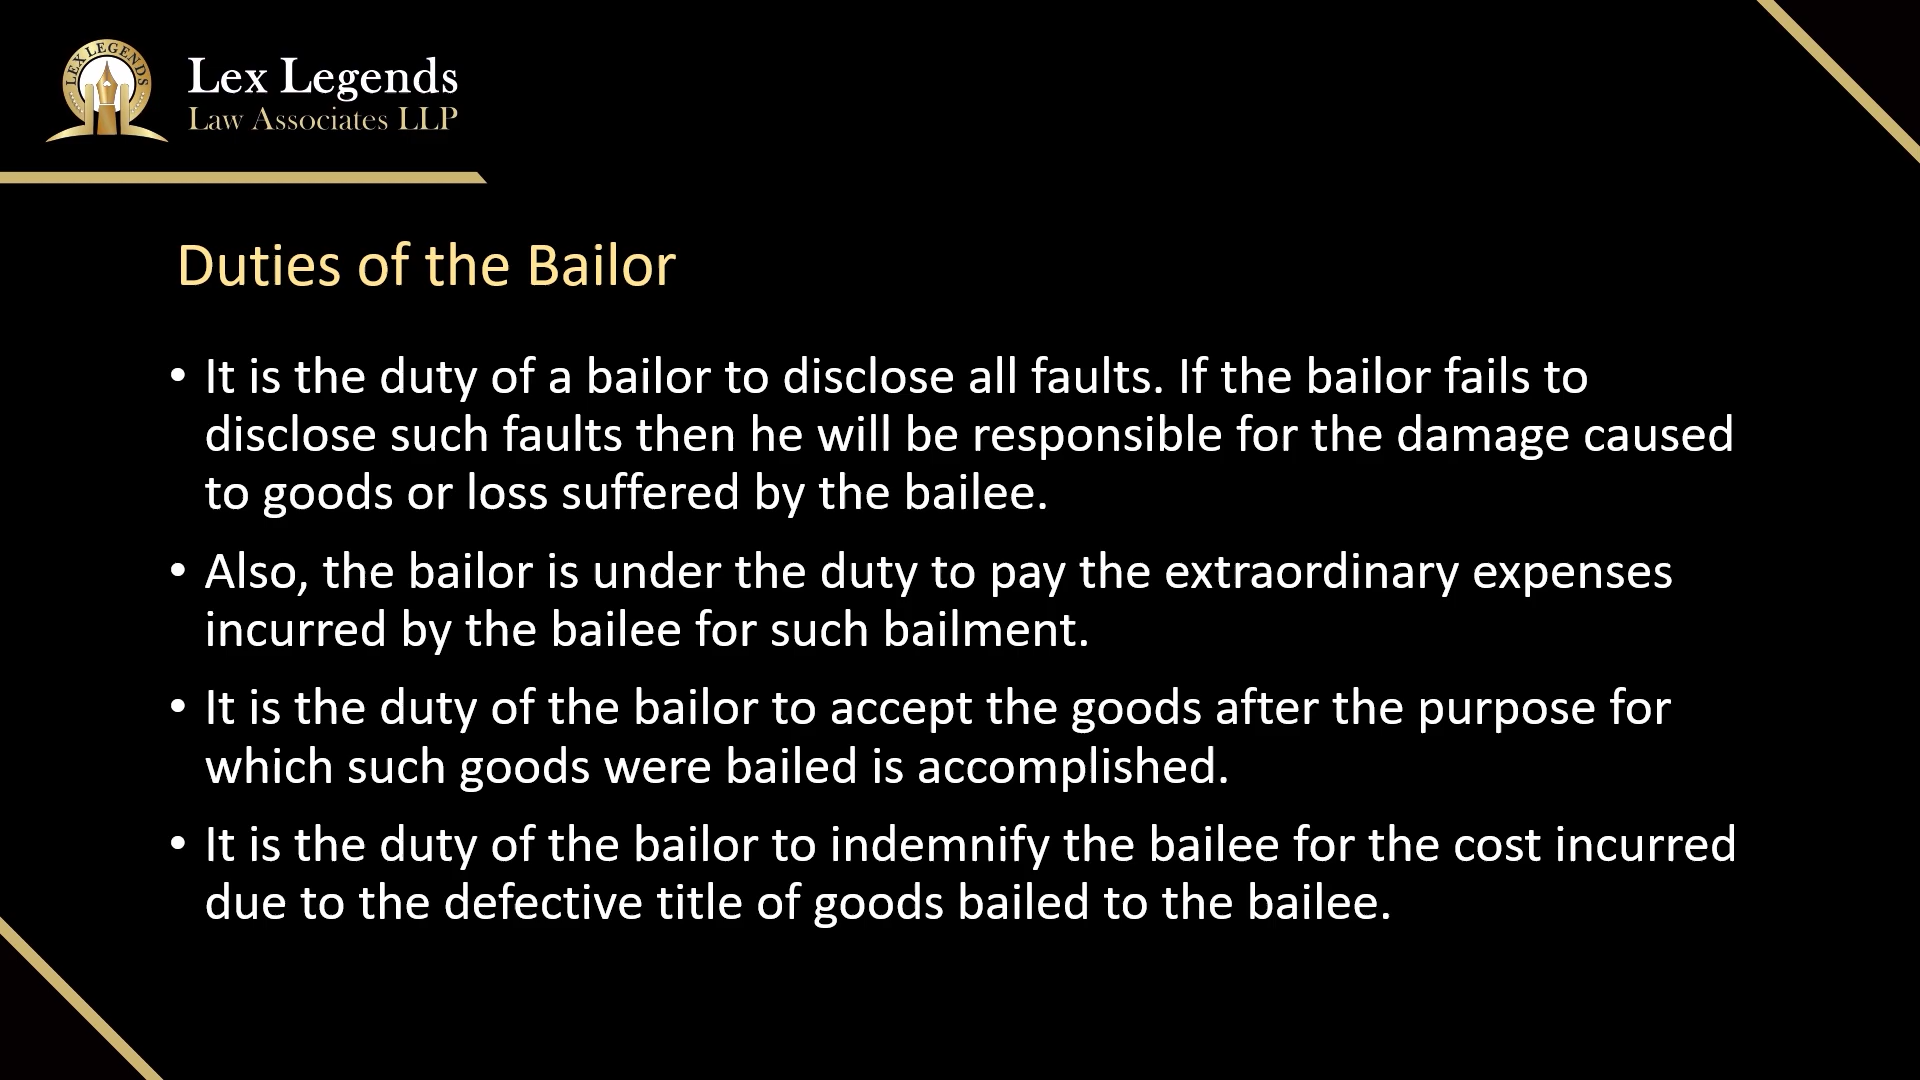 LEX LEGENDS
Lex Legends
Law Associates LLP
Duties of the Bailor
• It is the duty of a bailor to disclose all faults. If the bailor fails to
disclose such faults then he will be responsible for the damage caused
to goods or loss suffered by the bailee.
• Also, the bailor is under the duty to pay the extraordinary expenses
incurred by the bailee for such bailment.
• It is the duty of the bailor to accept the goods after the purpose for
which such goods were bailed is accomplished.
• It is the duty of the bailor to indemnify the bailee for the cost incurred
due to the defective title of goods bailed to the bailee.